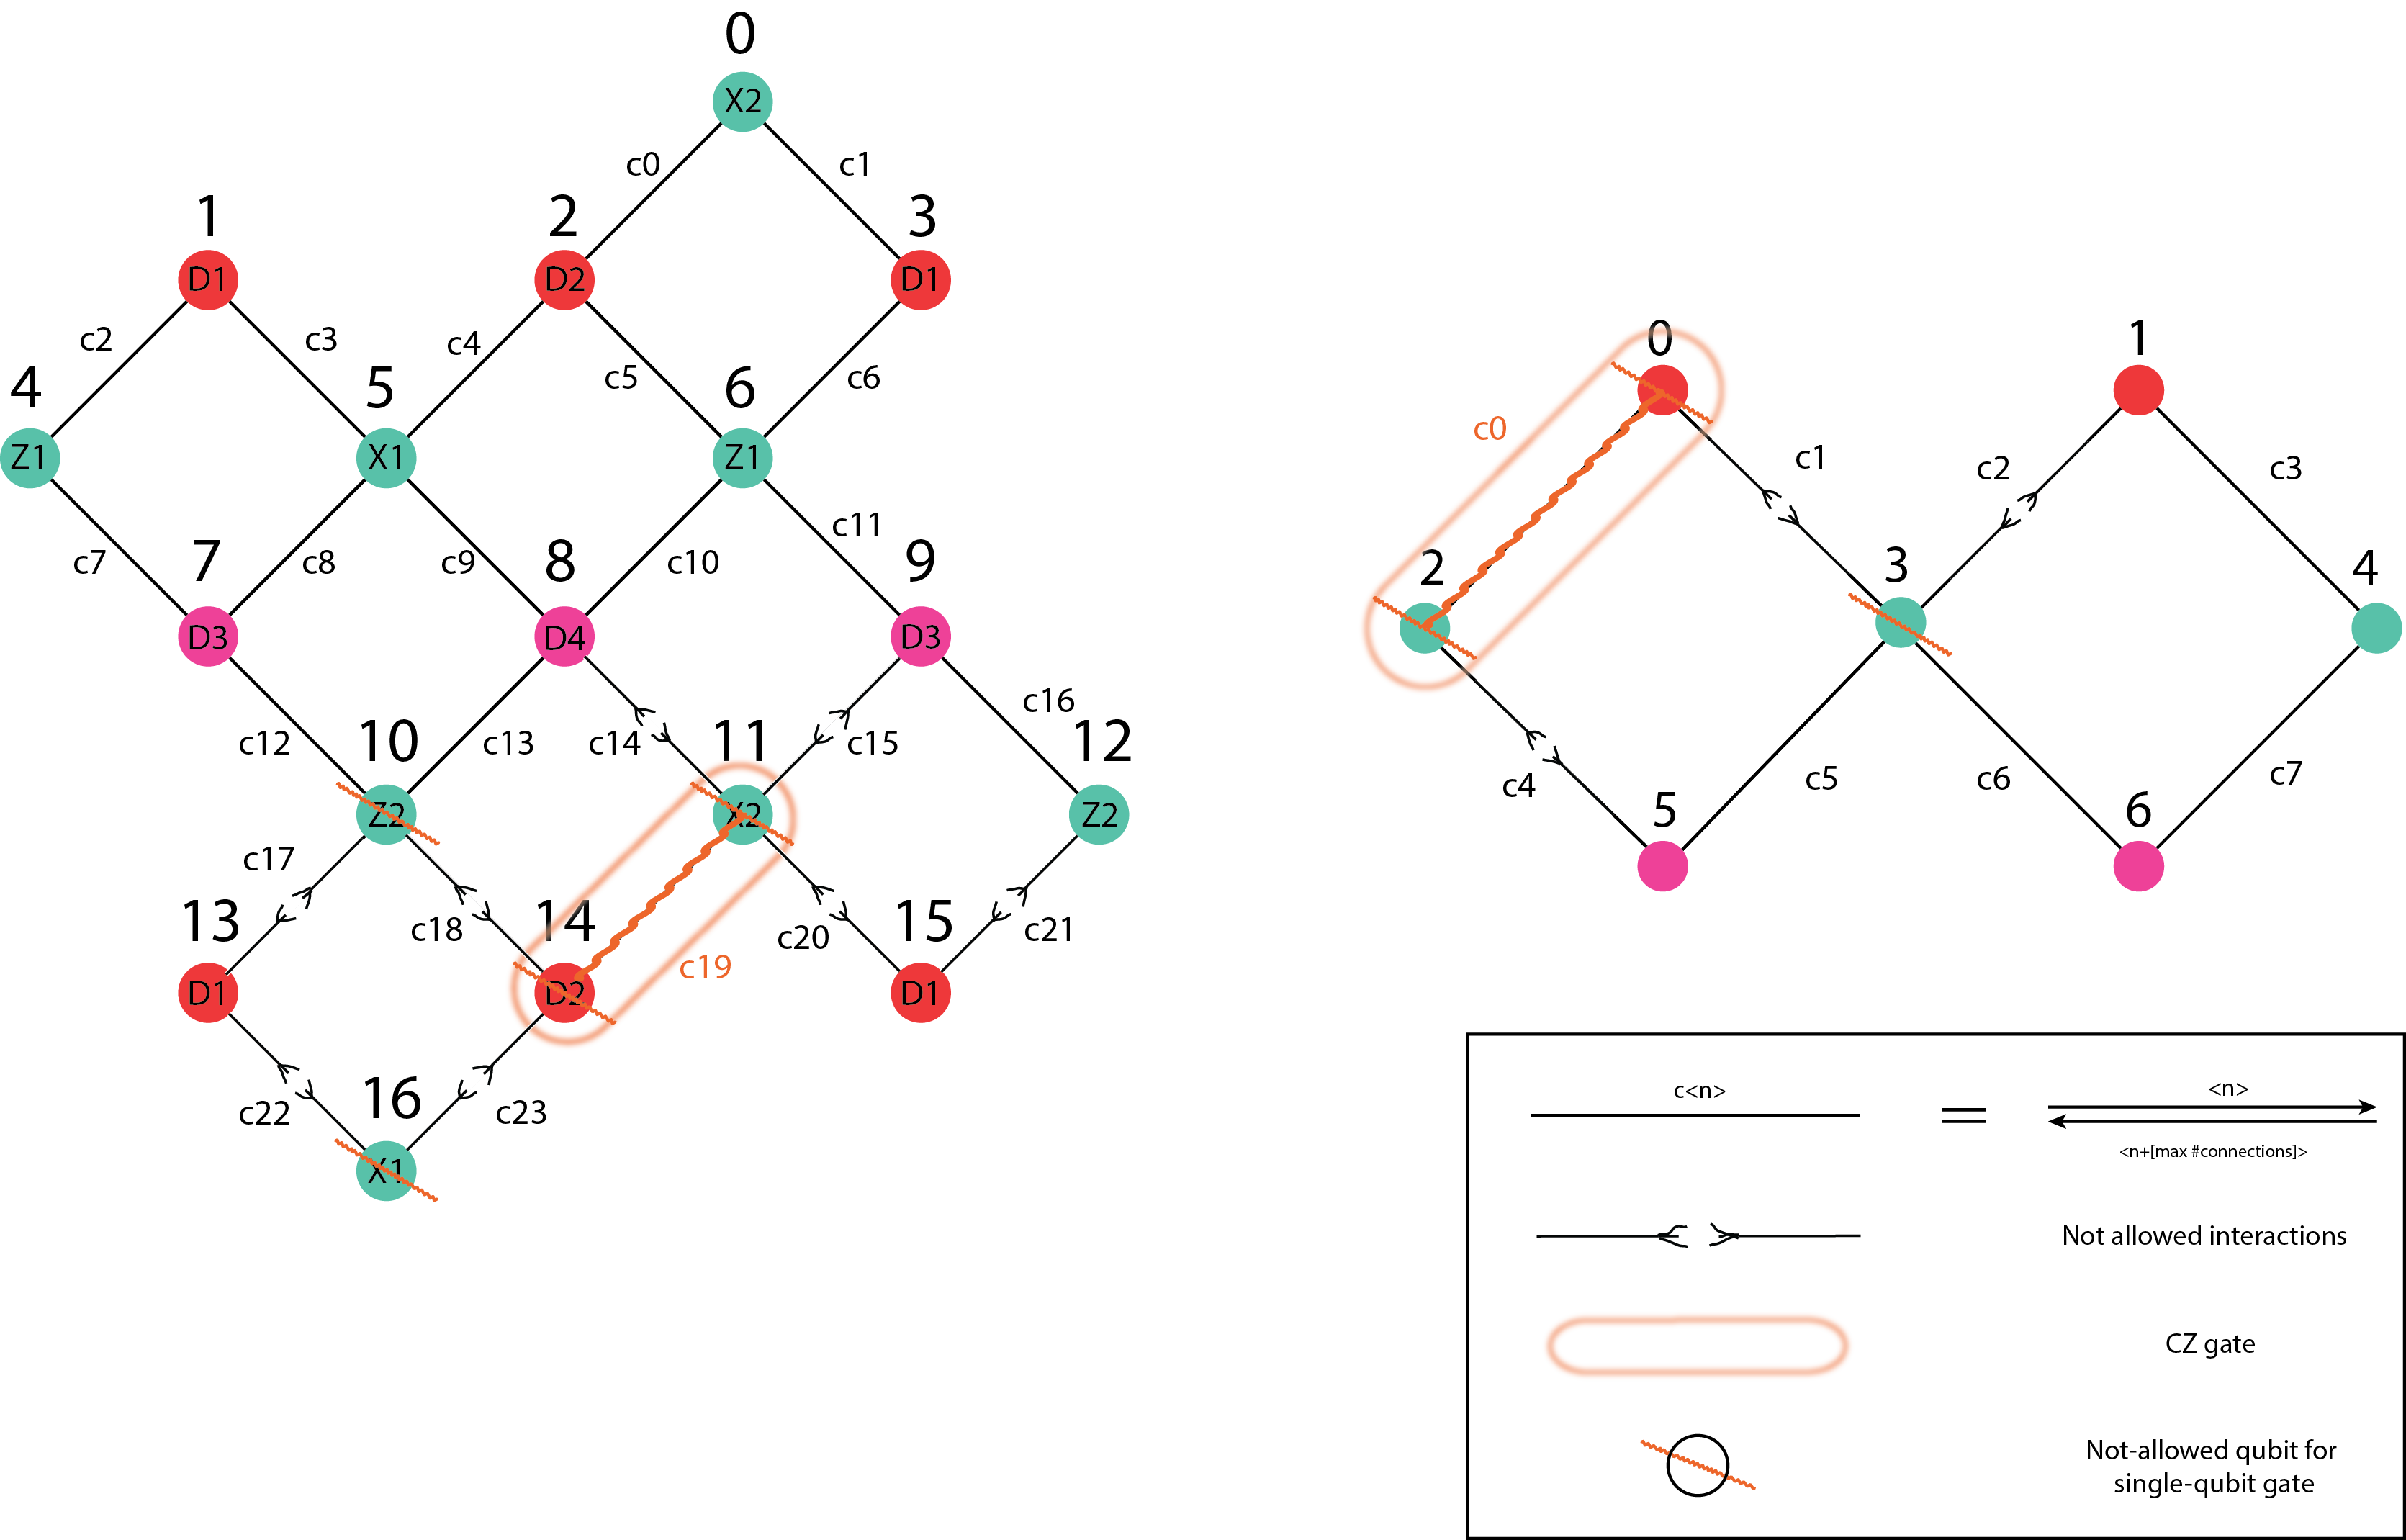 0
X2
c0
c1
1
2
3
D1
D2
D1
c2
c3
c4
c5
c6
4
5
6
Z1
X1
Z1
c7
c8
c9
c10
c11
7
8
9
D3
D4
D3
c12
c13
c14
c15
c16
10
11
12
Z2
X2
Z2
c17
c18
c19
c20
c21
13
14
15
D1
D2
D1
c22
c23
16
X1
0
1
c0
c1
c2
c3
2
3
4
c4
c5
c6
c7
5
6
c<n>
<n>
<n+[max #connections]>
Not allowed interactions
CZ gate
Not-allowed qubit for
single-qubit gate